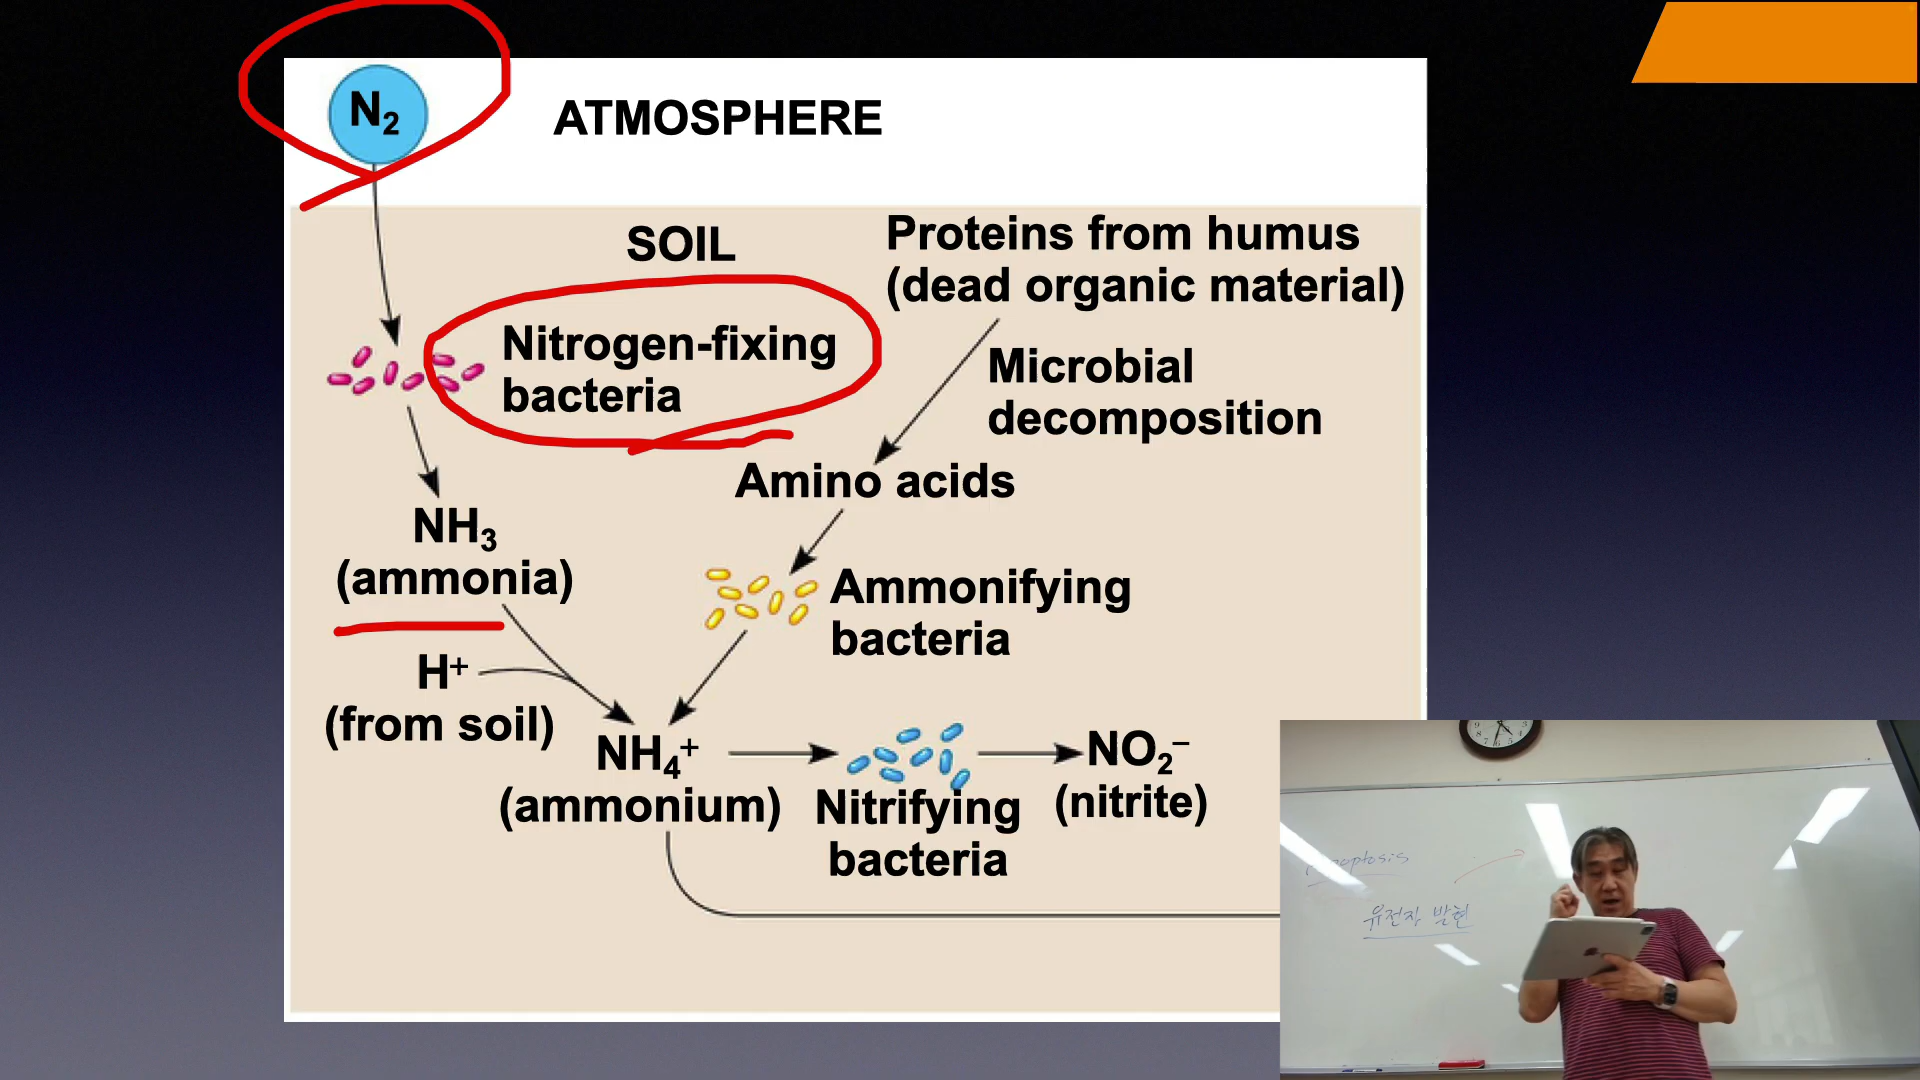 N₂
ATMOSPHERE
SOIL
Proteins from humus
(dead organic material)
Nitrogen-fixing
bacteria
Microbial
decomposition
Amino acids
NH₃
(ammonia)
Ammonifying
bacteria
H⁺
(from soil)
NH₄⁺
(ammonium)
Nitrifying
bacteria
NO₂⁻
(nitrite)
유전자 발현